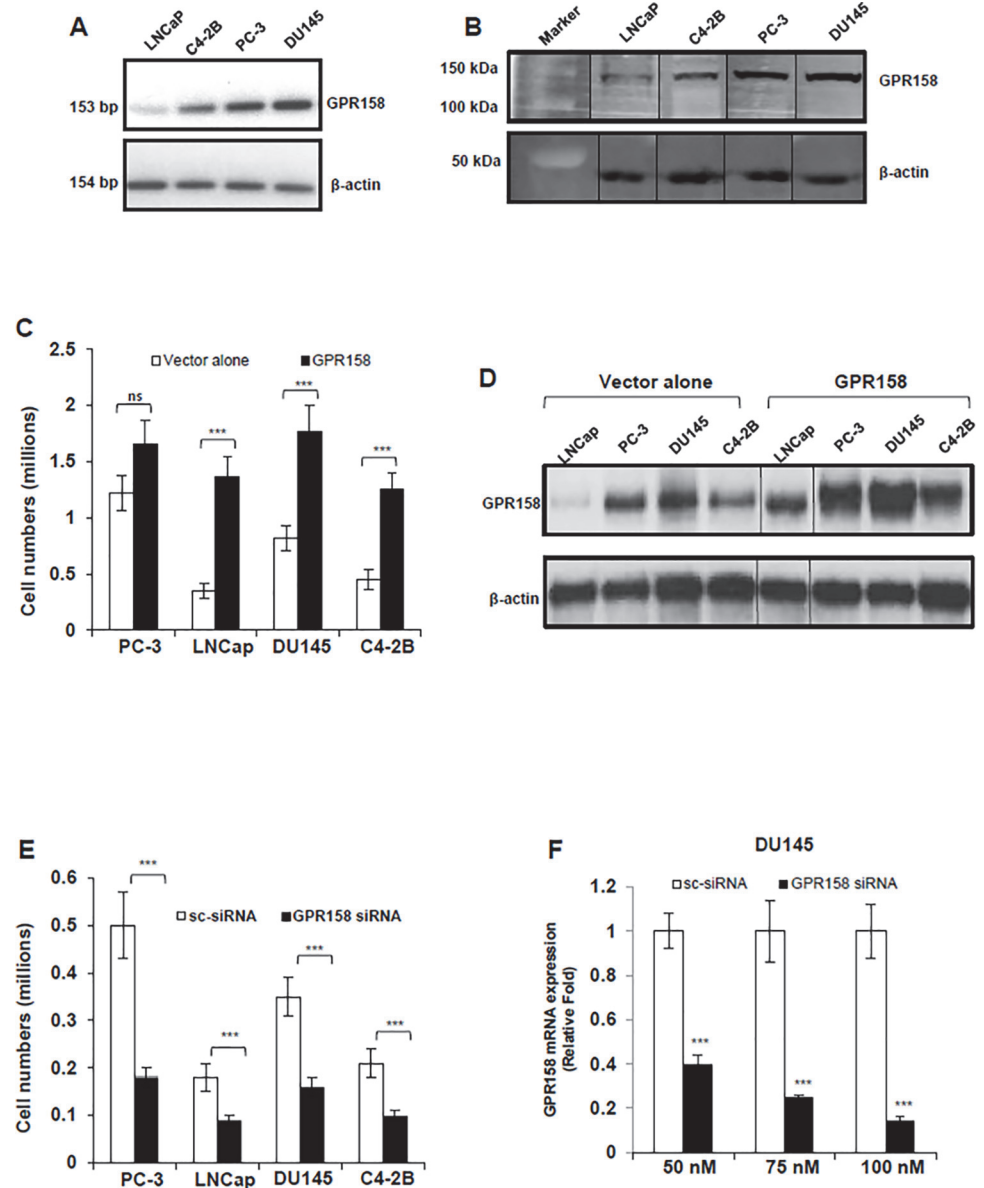 A
LNCaP C4-2B PC-3 DU145
153 bp GPR158
154 bp β-actin
B
Marker LNCaP C4-2B PC-3 DU145
150 kDa
GPR158
100 kDa
50 kDa
β-actin
C
Vector alone GPR158
Cell numbers (millions)
2.5
2
1.5
1
0.5
0
ns
***
***
***
PC-3 LNCap DU145 C4-2B
D
Vector alone GPR158
LNCap PC-3 DU145 C4-2B LNCap PC-3 DU145 C4-2B
GPR158
β-actin
E
sc-siRNA GPR158 siRNA
Cell numbers (millions)
0.6
0.5
0.4
0.3
0.2
0.1
0
***
***
***
***
PC-3 LNCap DU145 C4-2B
F
DU145
sc-siRNA GPR158 siRNA
GPR158 mRNA expression
(Relative Fold)
1.2
1
0.8
0.6
0.4
0.2
0
***
***
***
50 nM 75 nM 100 nM